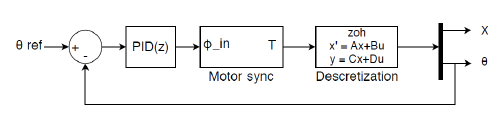 θ ref
+
-
PID(z)
ϕ_in
T
Motor sync
zoh
x' = Ax+Bu
y = Cx+Du
Descretization
X
θ